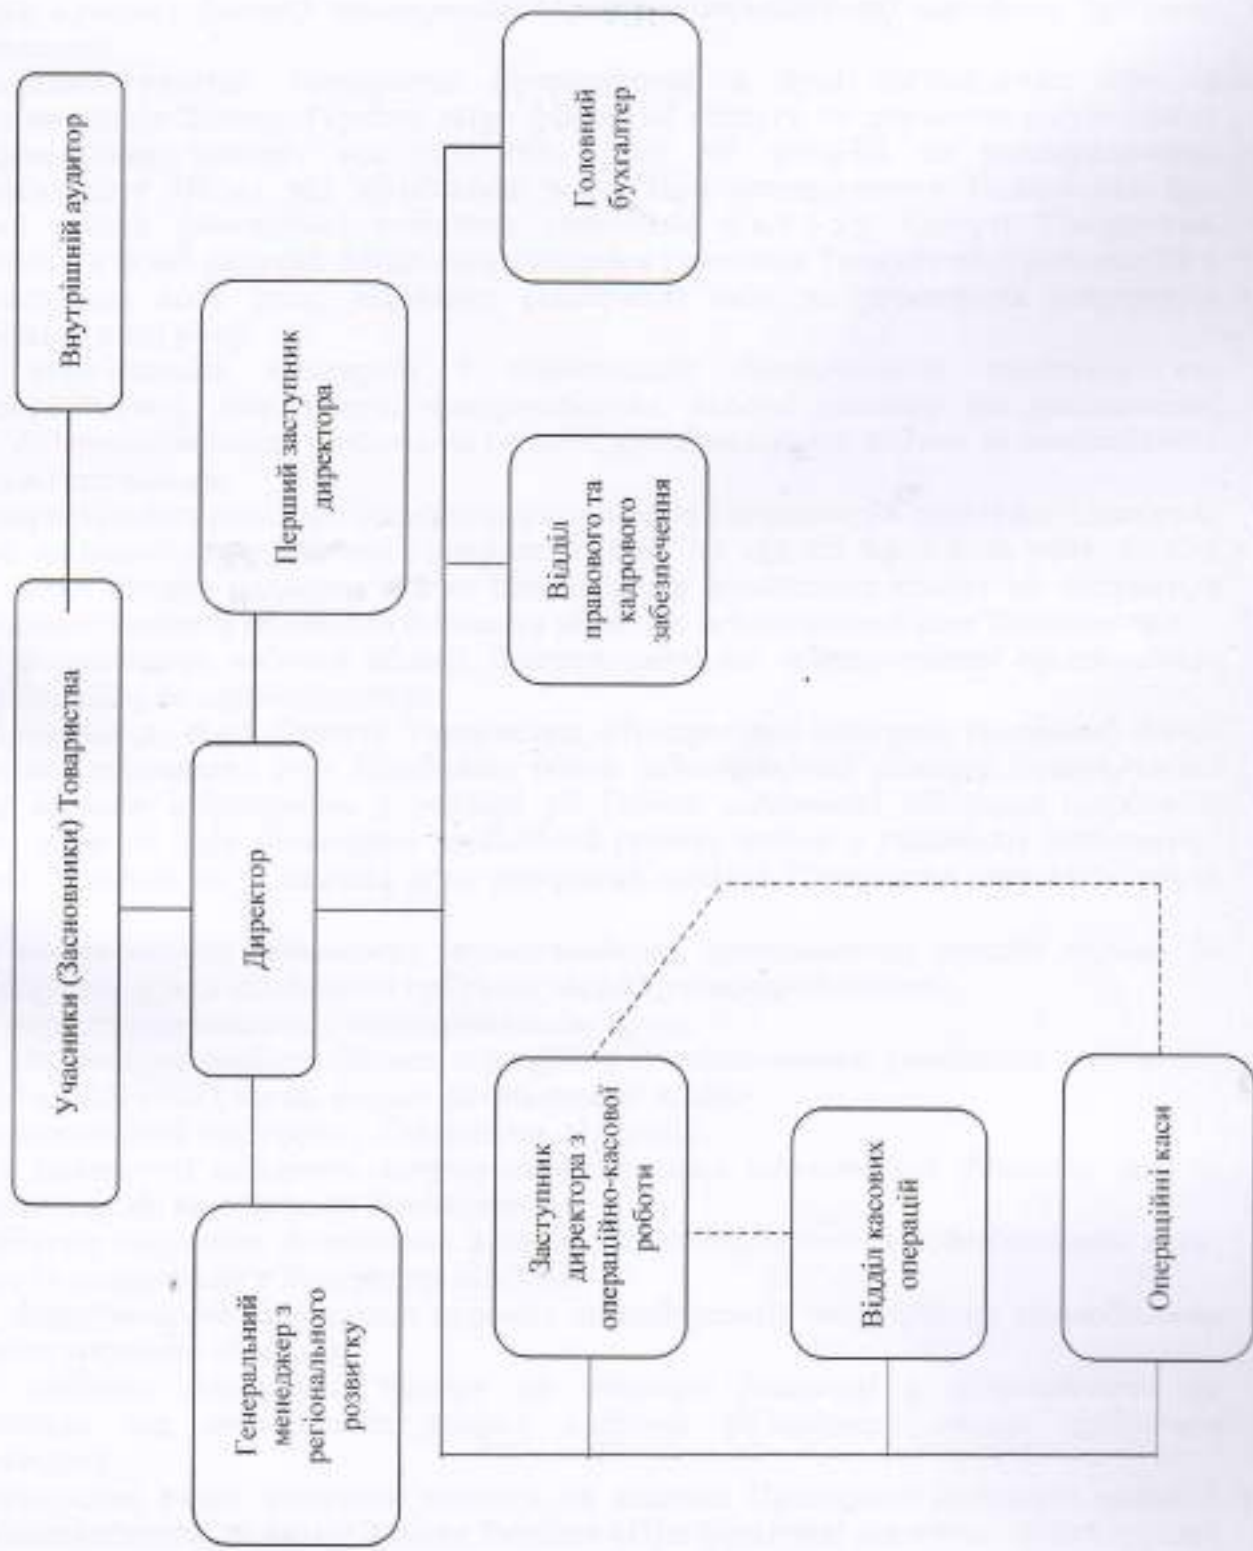 Учасники (Засновники) Товариства
Внутрішній аудитор
Генеральний
менеджер з
регіонального
розвитку
Директор
Перший заступник
директора
Заступник
директора з
операційно-касової
роботи
Відділ
правового та
кадрового
забезпечення
Головний
бухгалтер
Відділ касових
операцій
Операційні каси